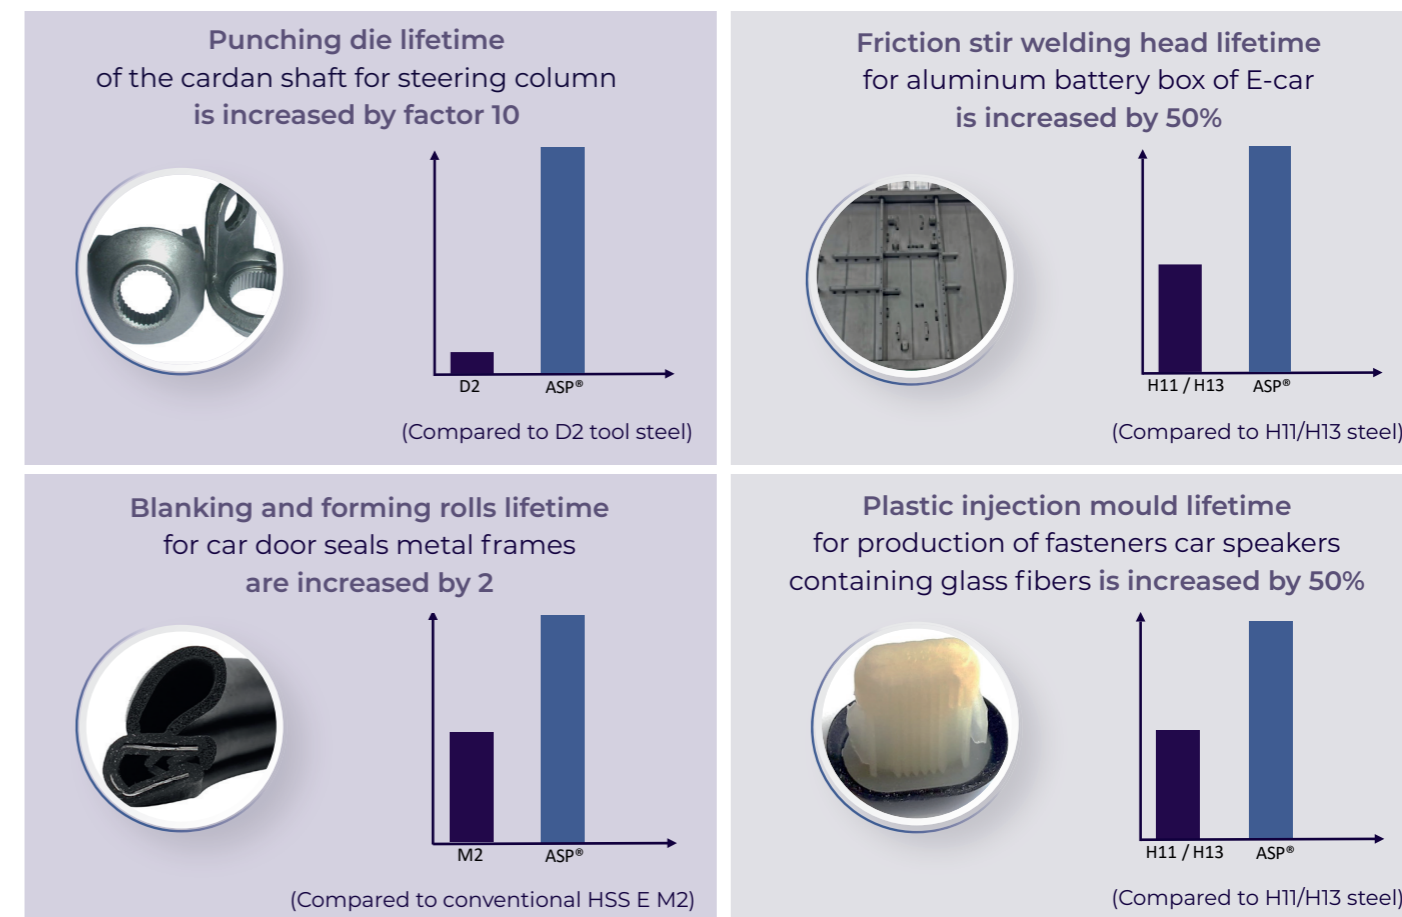 Punching die lifetime
of the cardan shaft for steering column
is increased by factor 10
D2
ASP®
(Compared to D2 tool steel)
Friction stir welding head lifetime
for aluminum battery box of E-car
is increased by 50%
H11 / H13
ASP®
(Compared to H11/H13 steel)
Blanking and forming rolls lifetime
for car door seals metal frames
are increased by 2
M2
ASP®
(Compared to conventional HSS E M2)
Plastic injection mould lifetime
for production of fasteners car speakers
containing glass fibers is increased by 50%
H11 / H13
ASP®
(Compared to H11/H13 steel)